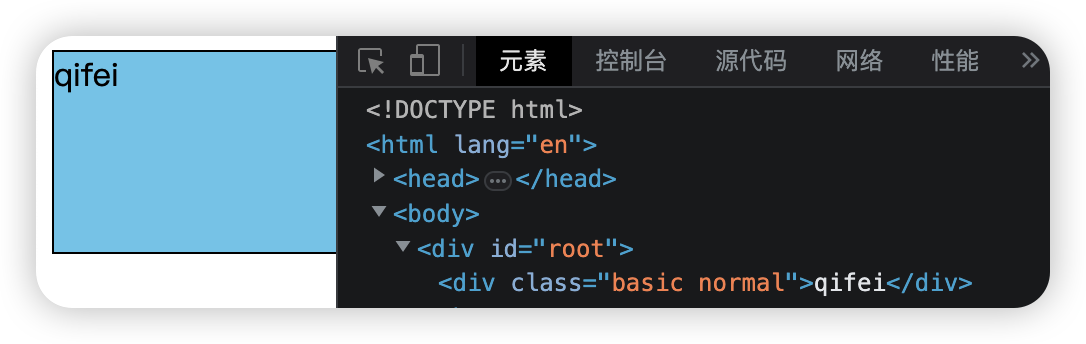 qifei
元素 控制台 源代码 网络 性能 »
<!DOCTYPE html>
<html lang="en">
<head>…</head>
<body>
<div id="root">
<div class="basic normal">qifei</div>